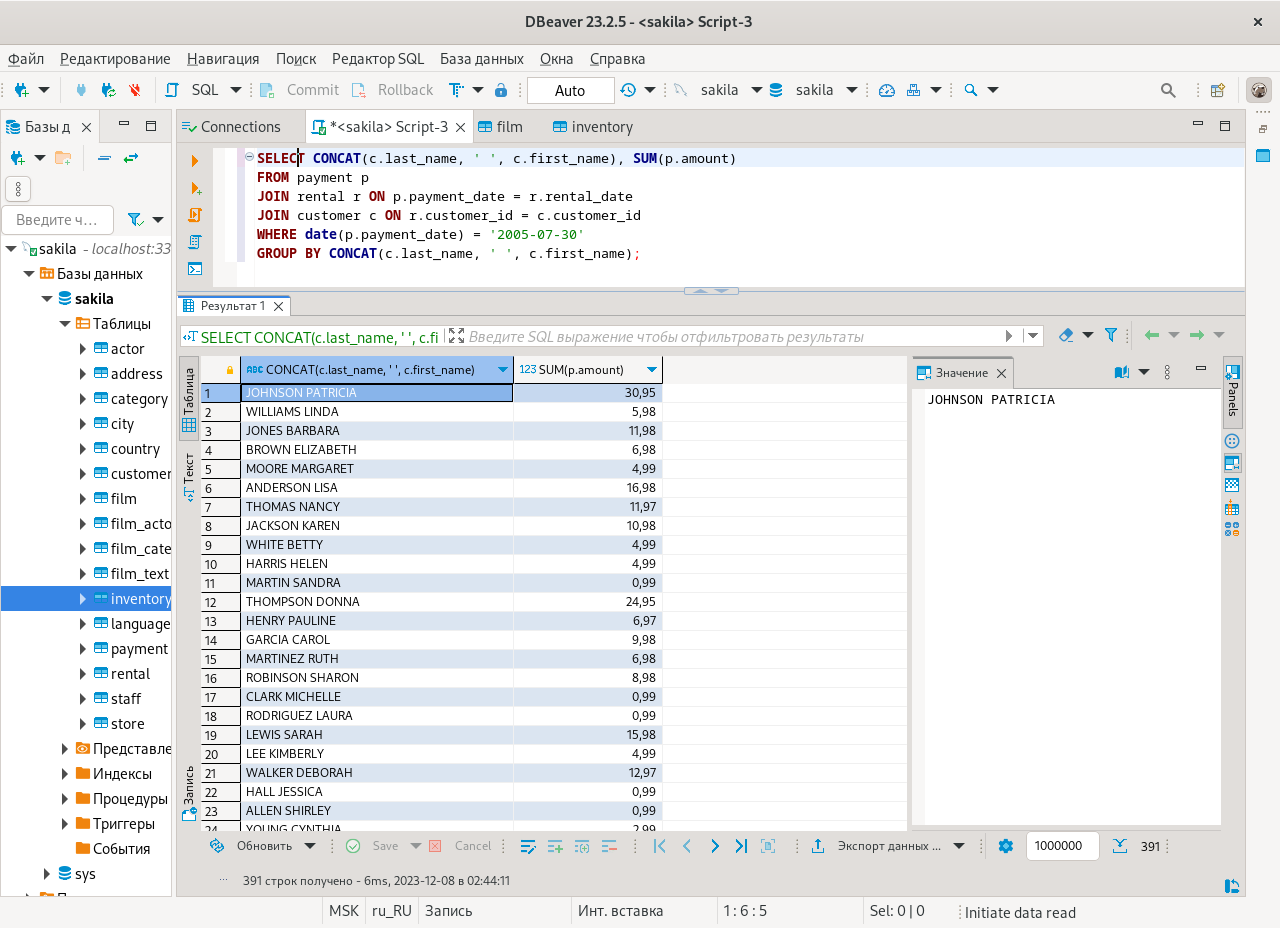 DBeaver 23.2.5 - <sakila> Script-3
Файл Редактирование Навигация Поиск Редактор SQL База данных Окна Справка
SQL Commit Rollback Auto sakila sakila
Базы д
Connections *<sakila> Script-3 film inventory
Введите ч...
sakila - localhost:33
Базы данных
sakila
Таблицы
actor
address
category
city
country
customer
film
film_acto
film_cate
film_text
inventory
language
payment
rental
staff
store
Представле
Индексы
Процедуры
Триггеры
События
sys
SELECT CONCAT(c.last_name, ' ', c.first_name), SUM(p.amount)
FROM payment p
JOIN rental r ON p.payment_date = r.rental_date
JOIN customer c ON r.customer_id = c.customer_id
WHERE date(p.payment_date) = '2005-07-30'
GROUP BY CONCAT(c.last_name, ' ', c.first_name);
Результат 1
SELECT CONCAT(c.last_name, ' ', c.fi Введите SQL выражение чтобы отфильтровать результаты
Таблица
Текст
Запись
ABC CONCAT(c.last_name, ' ', c.first_name) 123 SUM(p.amount)
1 JOHNSON PATRICIA 30,95
2 WILLIAMS LINDA 5,98
3 JONES BARBARA 11,98
4 BROWN ELIZABETH 6,98
5 MOORE MARGARET 4,99
6 ANDERSON LISA 16,98
7 THOMAS NANCY 11,97
8 JACKSON KAREN 10,98
9 WHITE BETTY 4,99
10 HARRIS HELEN 4,99
11 MARTIN SANDRA 0,99
12 THOMPSON DONNA 24,95
13 HENRY PAULINE 6,97
14 GARCIA CAROL 9,98
15 MARTINEZ RUTH 6,98
16 ROBINSON SHARON 8,98
17 CLARK MICHELLE 0,99
18 RODRIGUEZ LAURA 0,99
19 LEWIS SARAH 15,98
20 LEE KIMBERLY 4,99
21 WALKER DEBORAH 12,97
22 HALL JESSICA 0,99
23 ALLEN SHIRLEY 0,99
24 YOUNG CYNTHIA 2,99
Значение
JOHNSON PATRICIA
Panels
Обновить Save Cancel Экспорт данных ... 1000000 391
391 строк получено - 6ms, 2023-12-08 в 02:44:11
MSK ru_RU Запись Инт. вставка 1 : 6 : 5 Sel: 0 | 0 Initiate data read